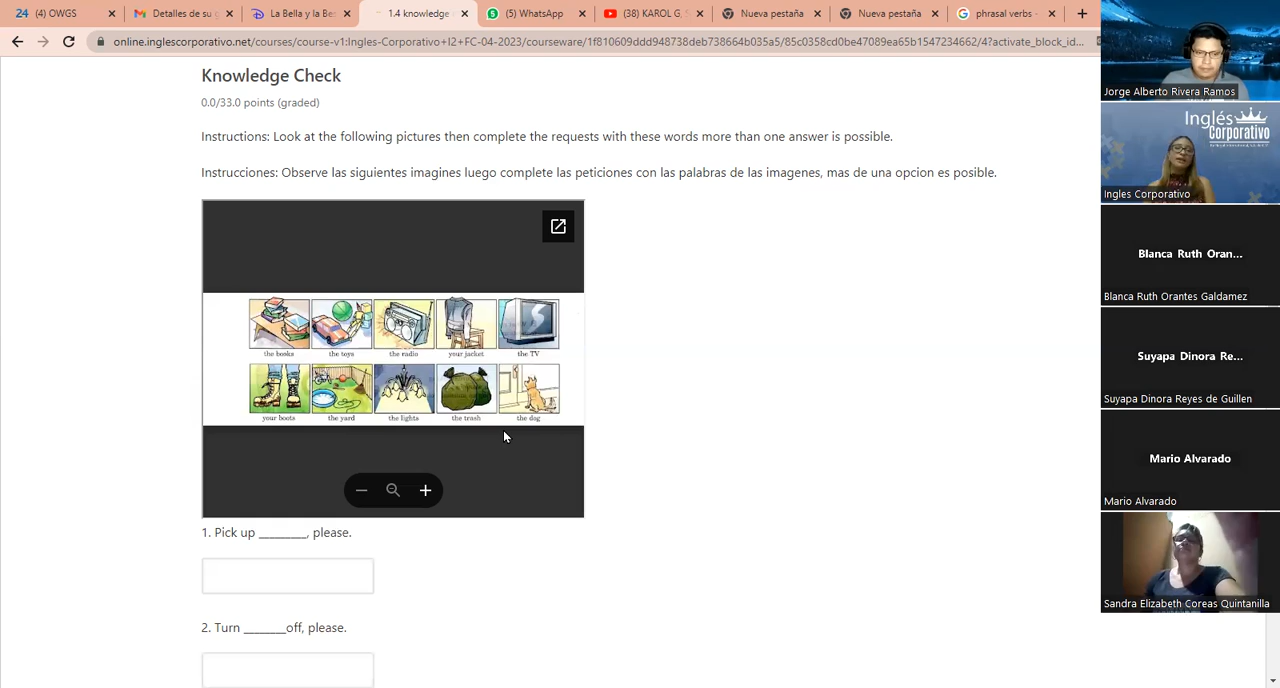 24 (4) OWGS
Detalles de su g
La Bella y la Be
1.4 knowledge
(5) WhatsApp
(38) KAROL G, S
Nueva pestaña
Nueva pestaña
phrasal verbs -
online.inglescorporativo.net/courses/course-v1:Ingles-Corporativo+I2+FC-04-2023/courseware/1f810609ddd948738deb738664b035a5/85c0358cd0be47089ea65b1547234662/4?activate_block_id...
Knowledge Check
0.0/33.0 points (graded)
Instructions: Look at the following pictures then complete the requests with these words more than one answer is possible.
Instrucciones: Observe las siguientes imagines luego complete las peticiones con las palabras de las imagenes, mas de una opcion es posible.
the books the toys the radio your jacket the TV
your boots the yard the lights the trash the dog
1. Pick up _________, please.
2. Turn ________off, please.
Jorge Alberto Rivera Ramos
Inglés
Corporativo
Ingles Corporativo
Blanca Ruth Oran...
Blanca Ruth Orantes Galdamez
Suyapa Dinora Re...
Suyapa Dinora Reyes de Guillen
Mario Alvarado
Mario Alvarado
Sandra Elizabeth Coreas Quintanilla